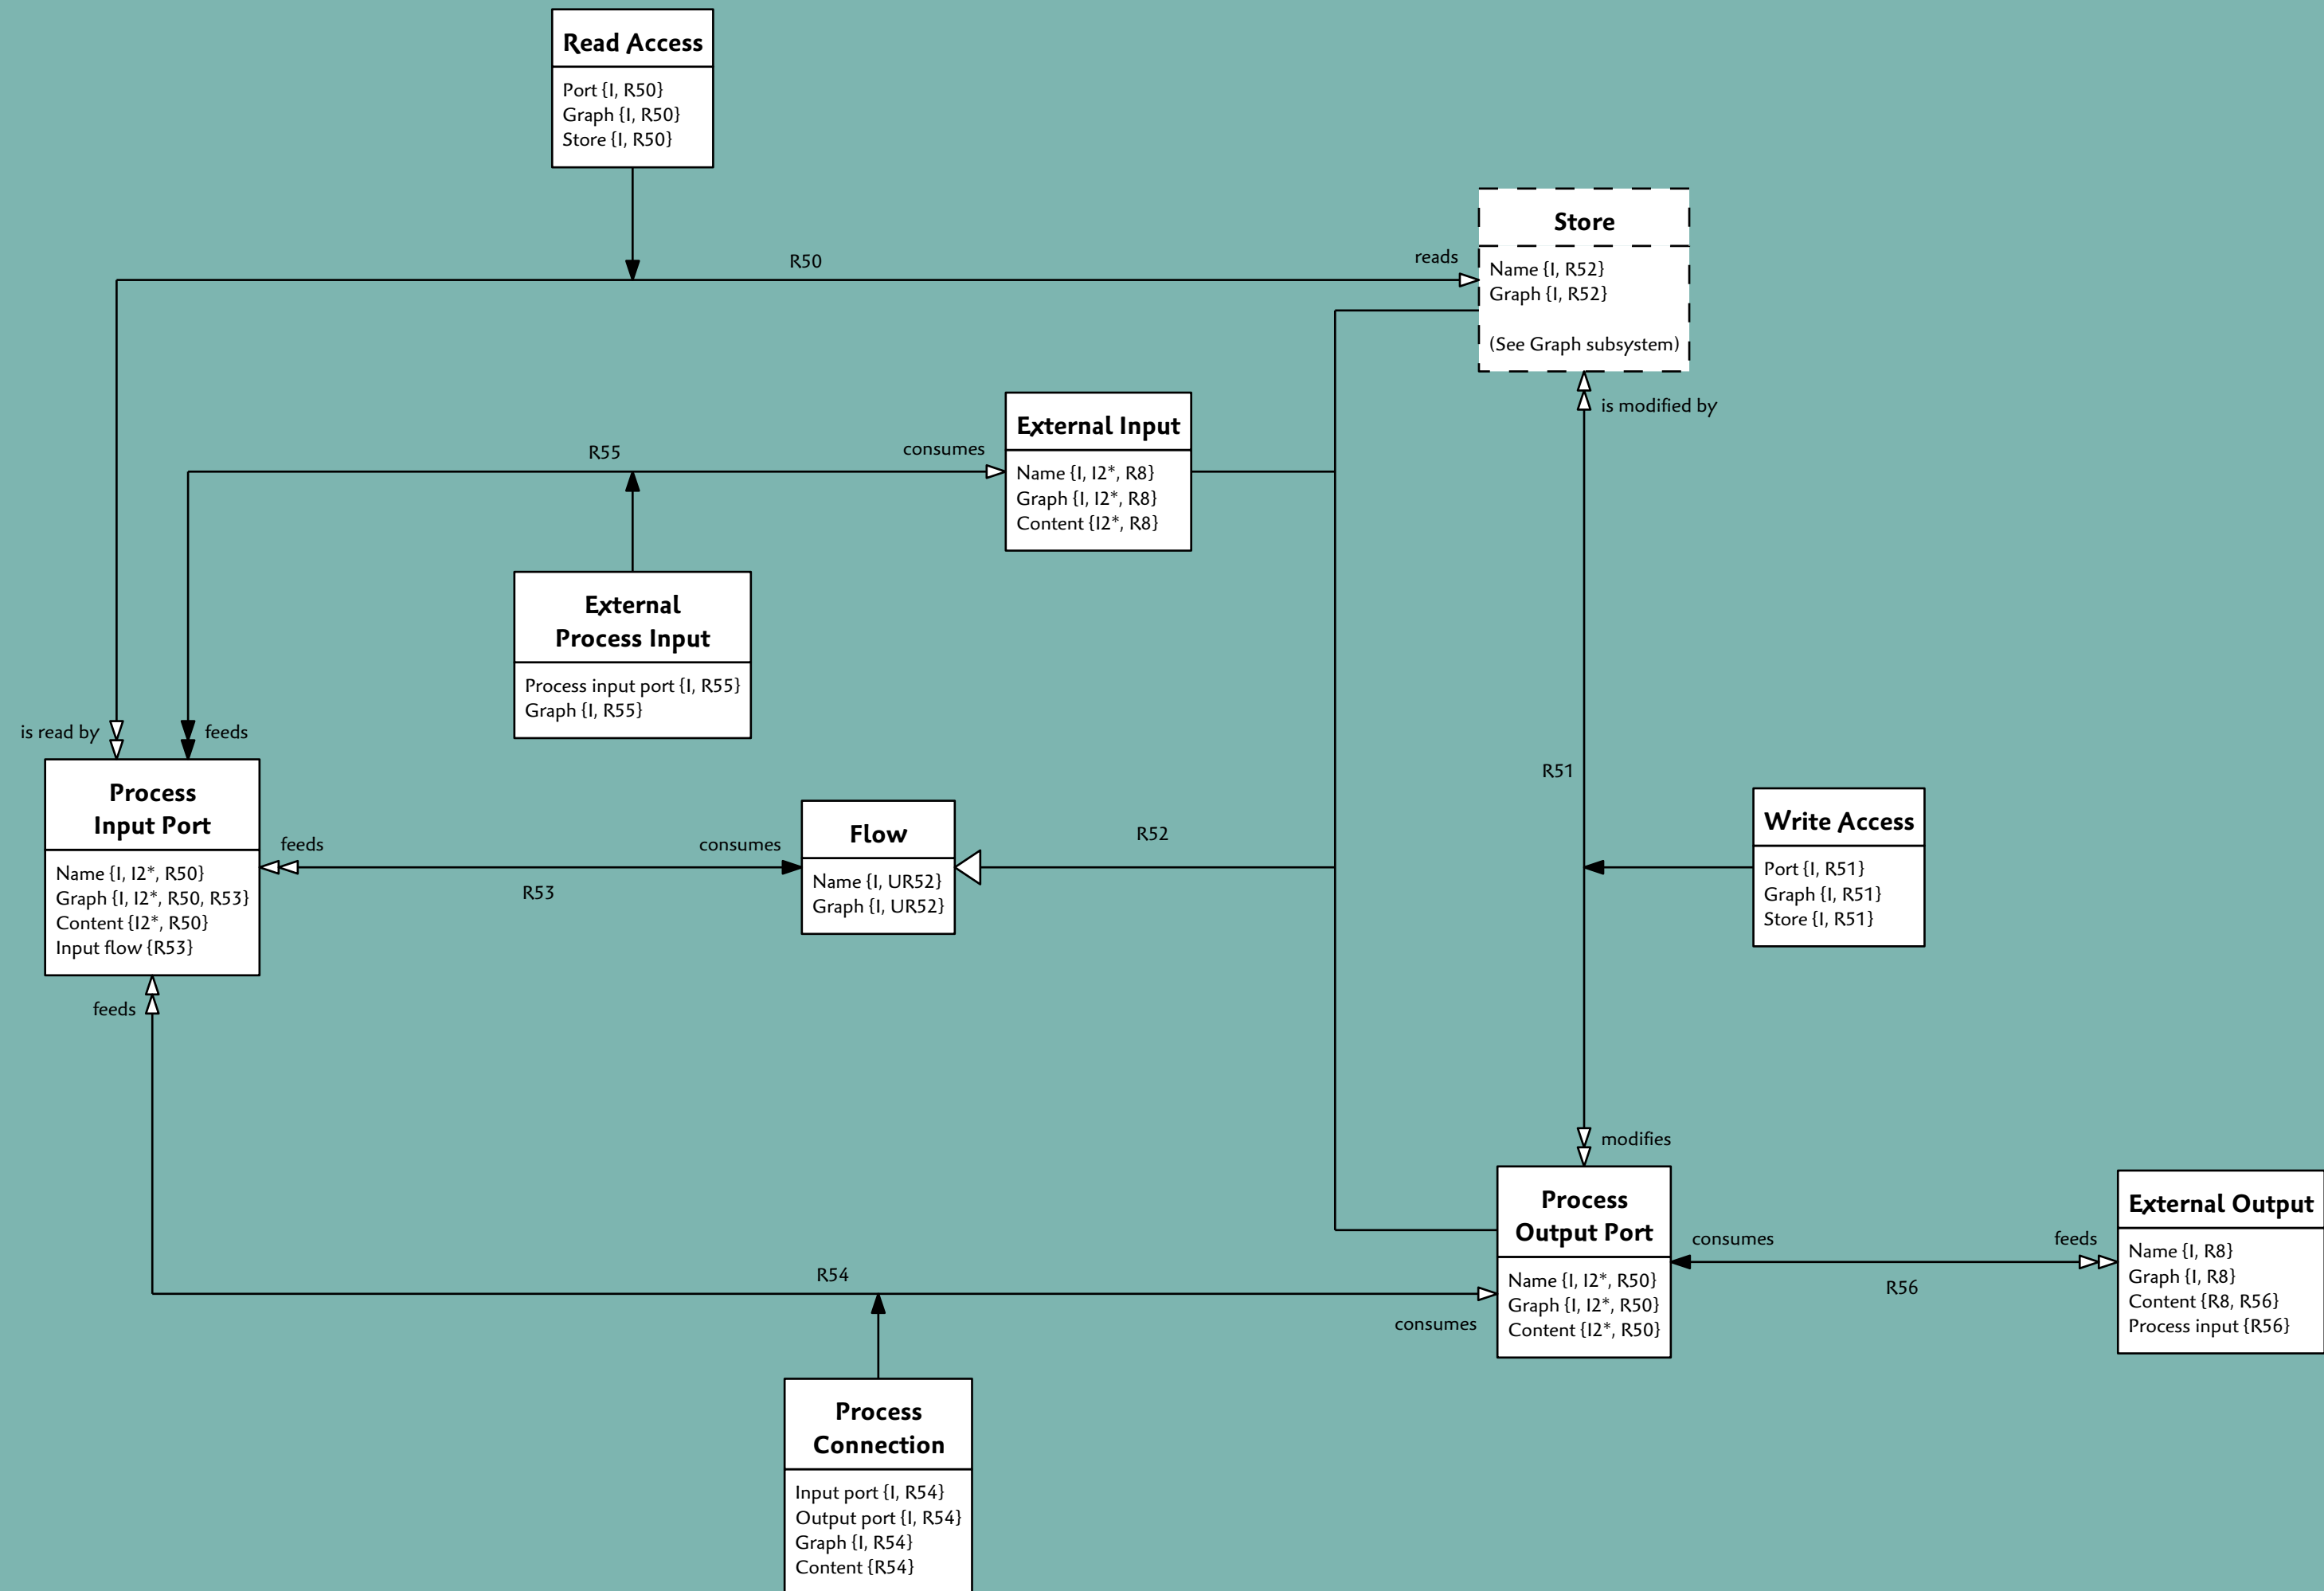 Read Access
Port {I, R50}
Graph {I, R50}
Store {I, R50}
R50
reads
Store
Name {I, R52}
Graph {I, R52}
(See Graph subsystem)
is modified by
R55
consumes
External Input
Name {I, I2*, R8}
Graph {I, I2*, R8}
Content {I2*, R8}
External
Process Input
Process input port {I, R55}
Graph {I, R55}
is read by
feeds
Process
Input Port
Name {I, I2*, R50}
Graph {I, I2*, R50, R53}
Content {I2*, R50}
Input flow {R53}
feeds
consumes
R53
Flow
Name {I, UR52}
Graph {I, UR52}
R52
R51
Write Access
Port {I, R51}
Graph {I, R51}
Store {I, R51}
feeds
modifies
Process
Output Port
Name {I, I2*, R50}
Graph {I, I2*, R50}
Content {I2*, R50}
consumes
feeds
R56
External Output
Name {I, R8}
Graph {I, R8}
Content {R8, R56}
Process input {R56}
R54
consumes
Process
Connection
Input port {I, R54}
Output port {I, R54}
Graph {I, R54}
Content {R54}